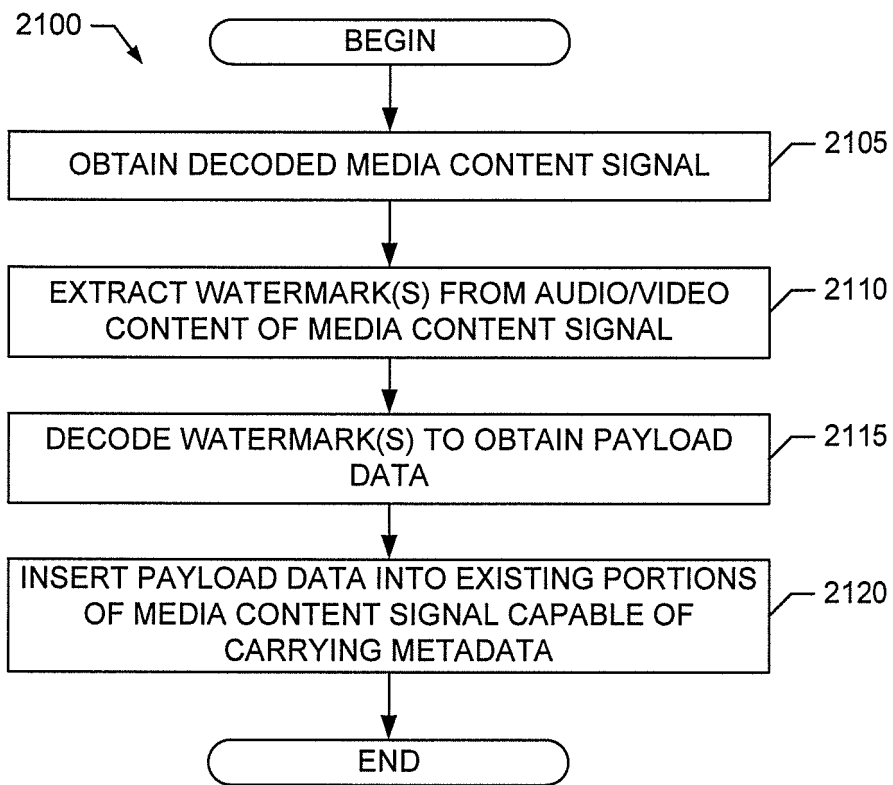 2100
BEGIN
OBTAIN DECODED MEDIA CONTENT SIGNAL
2105
EXTRACT WATERMARK(S) FROM AUDIO/VIDEO
CONTENT OF MEDIA CONTENT SIGNAL
2110
DECODE WATERMARK(S) TO OBTAIN PAYLOAD
DATA
2115
INSERT PAYLOAD DATA INTO EXISTING PORTIONS
OF MEDIA CONTENT SIGNAL CAPABLE OF
CARRYING METADATA
2120
END